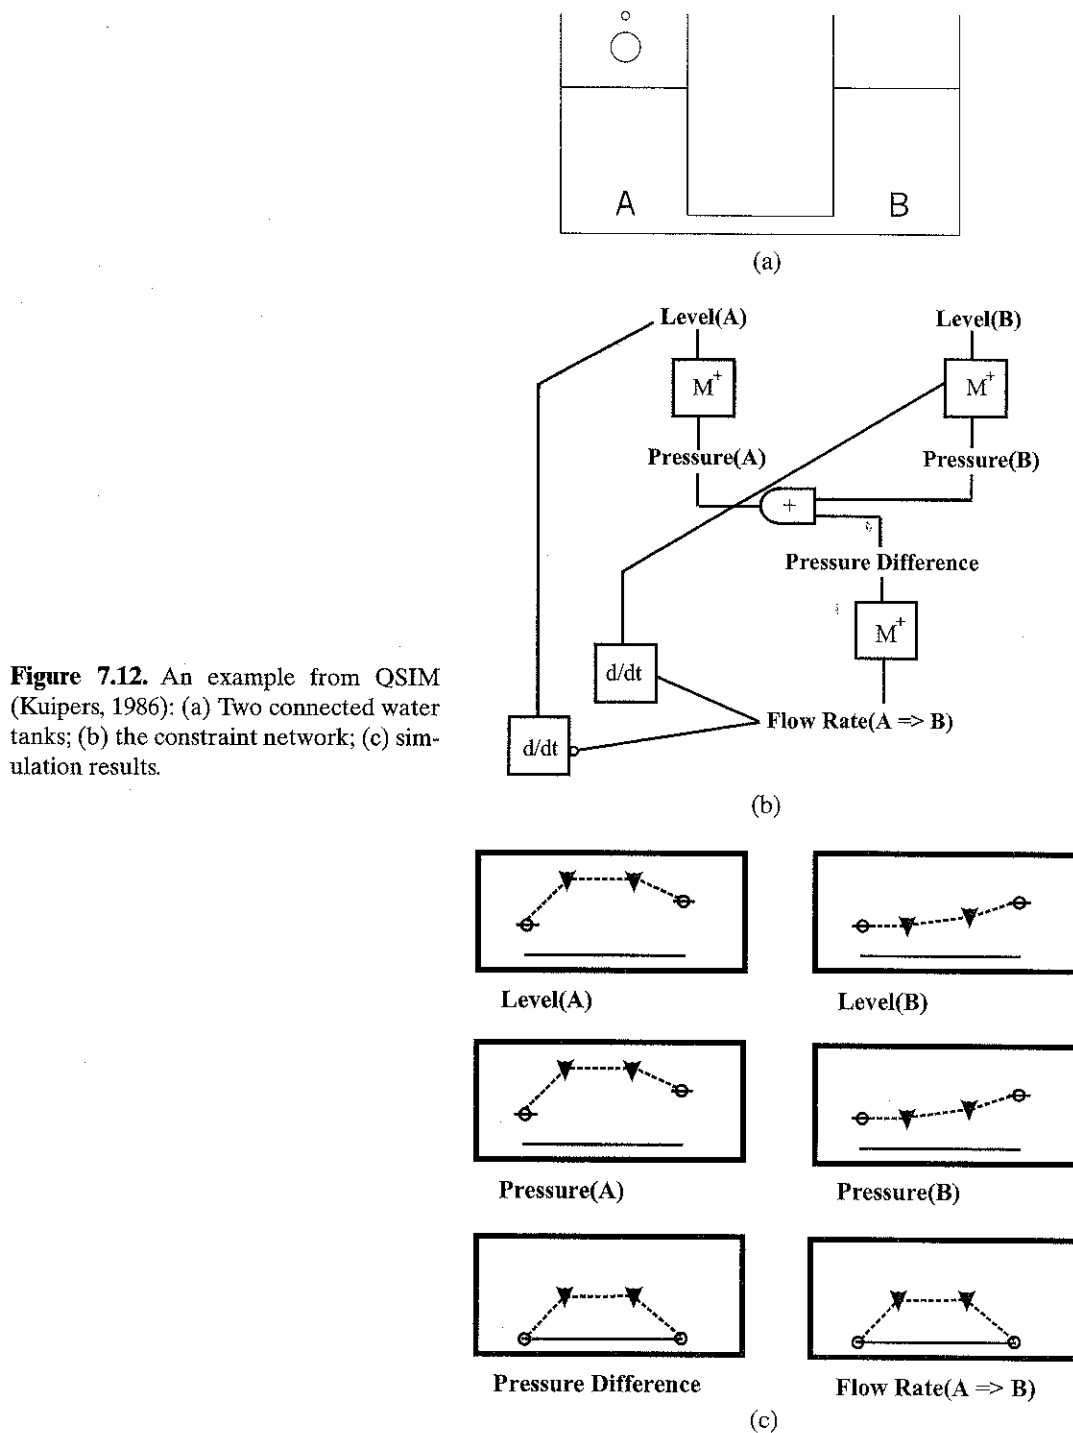 A
B
(a)
Level(A)
Level(B)
M+
M+
Pressure(A)
Pressure(B)
+
Pressure Difference
M+
d/dt
Figure 7.12. An example from QSIM
(Kuipers, 1986): (a) Two connected water
tanks; (b) the constraint network; (c) sim-
ulation results.
Flow Rate(A => B)
d/dt
(b)
Level(A)
Level(B)
Pressure(A)
Pressure(B)
Pressure Difference
Flow Rate(A => B)
(c)